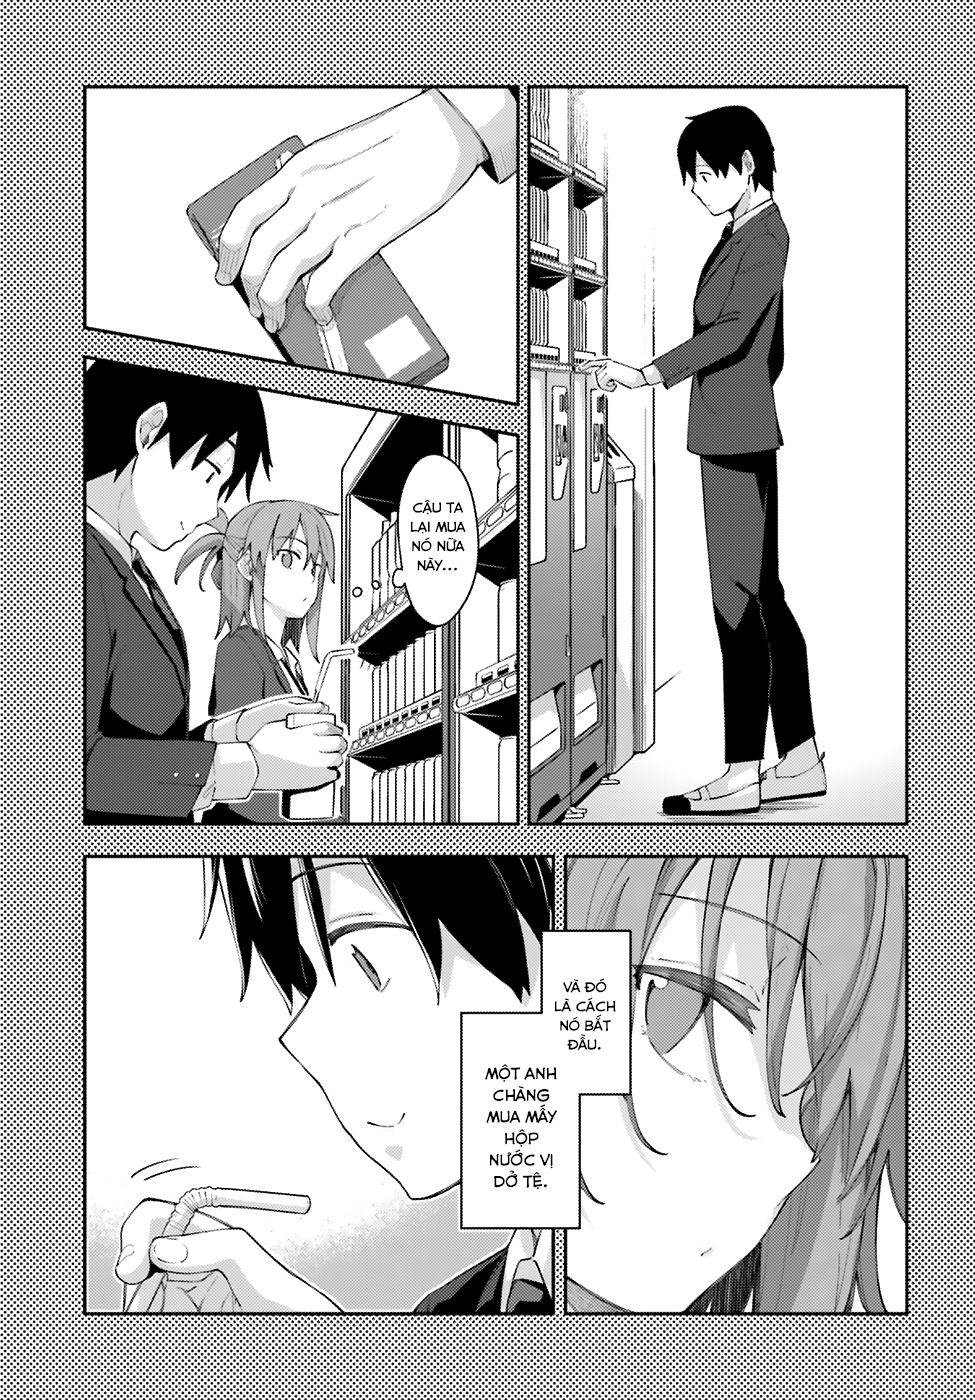 CẬU TA
LẠI MUA
NÓ NỮA
NÀY...
VÀ ĐÓ
LÀ CÁCH
NÓ BẮT
ĐẦU.
MỘT ANH
CHÀNG
MUA MẤY
HỘP
NƯỚC VỊ
DỞ TỆ.